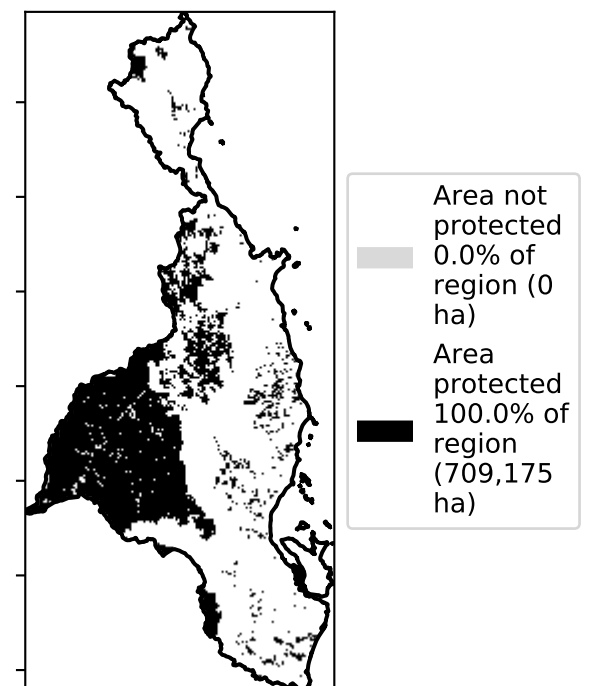 Area not
protected
0.0% of
region (0
ha)
Area
protected
100.0% of
region
(709,175
ha)